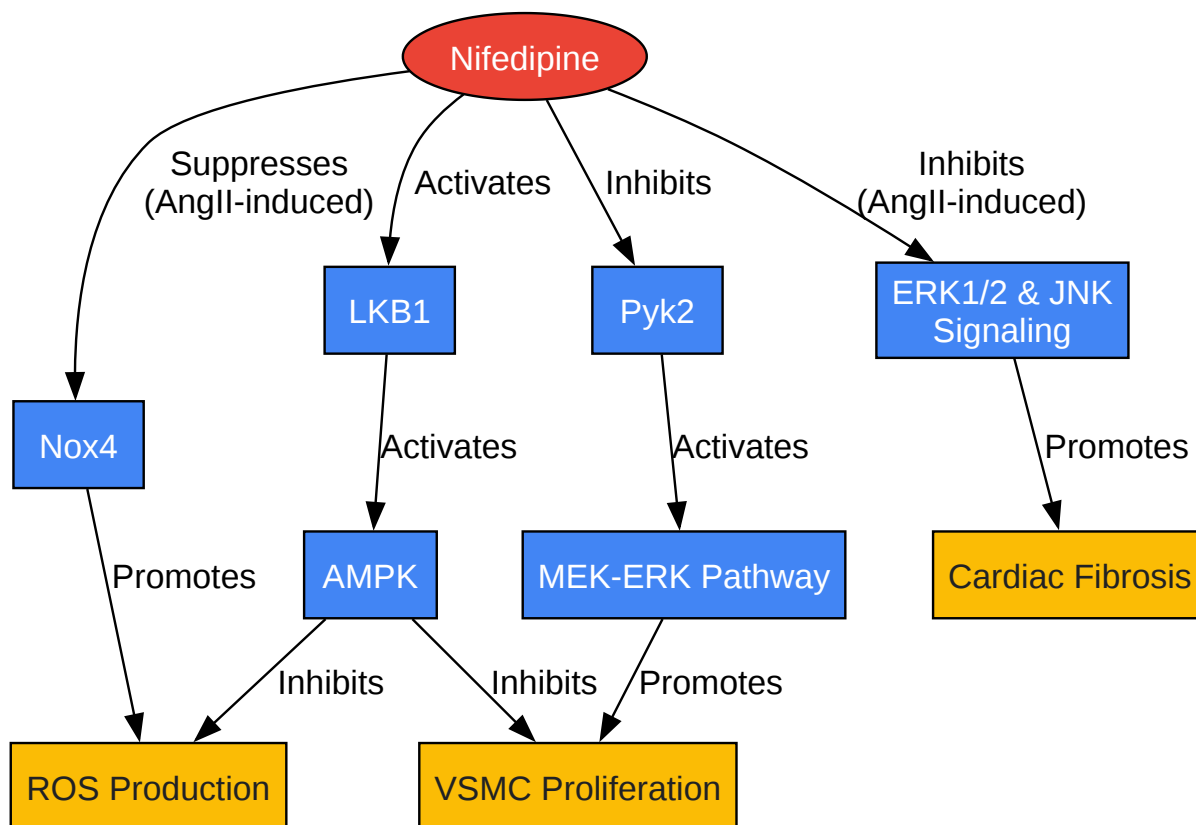 Nifedipine
Suppresses
(AngII-induced)
Activates
Inhibits
Inhibits
(AngII-induced)
LKB1
Pyk2
ERK1/2 & JNK
Signaling
Nox4
Activates
Activates
Promotes
Promotes
AMPK
MEK-ERK Pathway
Cardiac Fibrosis
Inhibits
Inhibits
Promotes
ROS Production
VSMC Proliferation